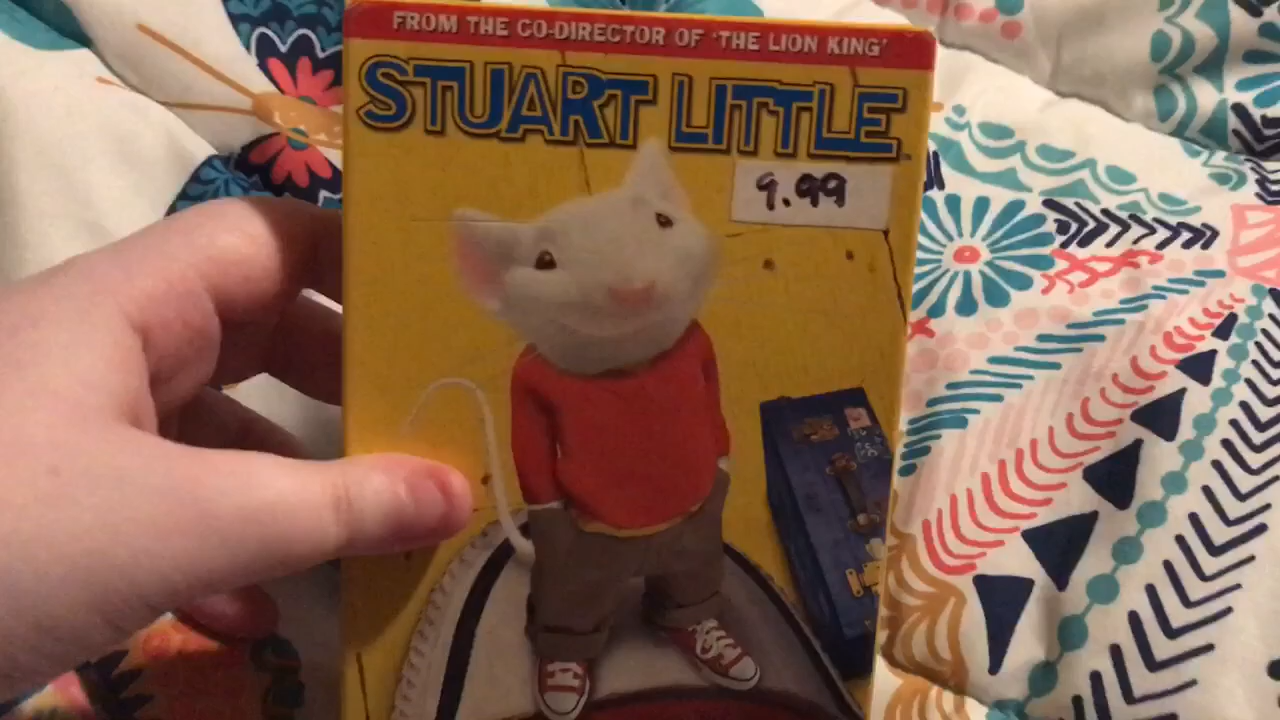 FROM THE CO-DIRECTOR OF 'THE LION KING'
STUART LITTLE
9.99